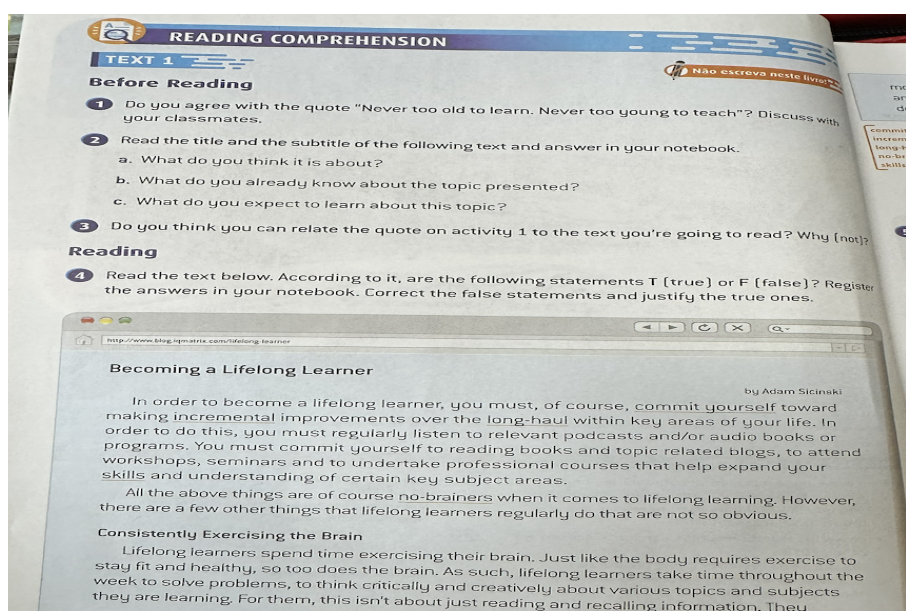 READING COMPREHENSION
TEXT 1
Não escreva neste livro!
Before Reading
1 Do you agree with the quote "Never too old to learn. Never too young to teach"? Discuss with
your classmates.
2 Read the title and the subtitle of the following text and answer in your notebook.
a. What do you think it is about?
b. What do you already know about the topic presented?
c. What do you expect to learn about this topic?
3 Do you think you can relate the quote on activity 1 to the text you're going to read? Why (not)?
Reading
4 Read the text below. According to it, are the following statements T (true) or F (false)? Register
the answers in your notebook. Correct the false statements and justify the true ones.
http://www.blog.iqmatrix.com/lifelong-learner
Becoming a Lifelong Learner
by Adam Sicinski
In order to become a lifelong learner, you must, of course, commit yourself toward
making incremental improvements over the long-haul within key areas of your life. In
order to do this, you must regularly listen to relevant podcasts and/or audio books or
programs. You must commit yourself to reading books and topic related blogs, to attend
workshops, seminars and to undertake professional courses that help expand your
skills and understanding of certain key subject areas.
All the above things are of course no-brainers when it comes to lifelong learning. However,
there are a few other things that lifelong learners regularly do that are not so obvious.
Consistently Exercising the Brain
Lifelong learners spend time exercising their brain. Just like the body requires exercise to
stay fit and healthy, so too does the brain. As such, lifelong learners take time throughout the
week to solve problems, to think critically and creatively about various topics and subjects
they are learning. For them, this isn't about just reading and recalling information. They